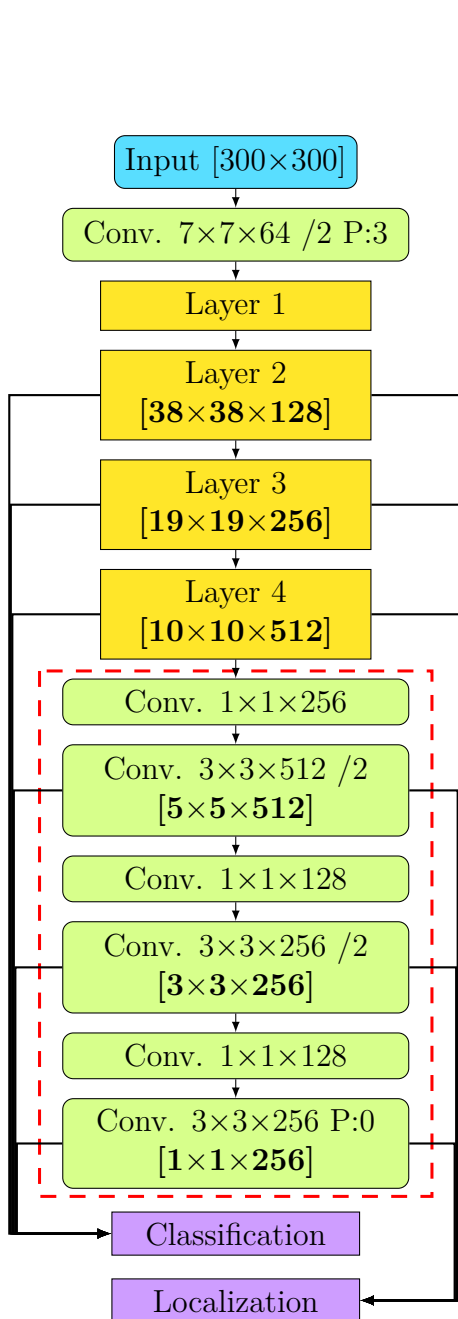 Input [300×300]
Conv. 7×7×64 /2 P:3
Layer 1
Layer 2
[38×38×128]
Layer 3
[19×19×256]
Layer 4
[10×10×512]
Conv. 1×1×256
Conv. 3×3×512 /2
[5×5×512]
Conv. 1×1×128
Conv. 3×3×256 /2
[3×3×256]
Conv. 1×1×128
Conv. 3×3×256 P:0
[1×1×256]
Classification
Localization